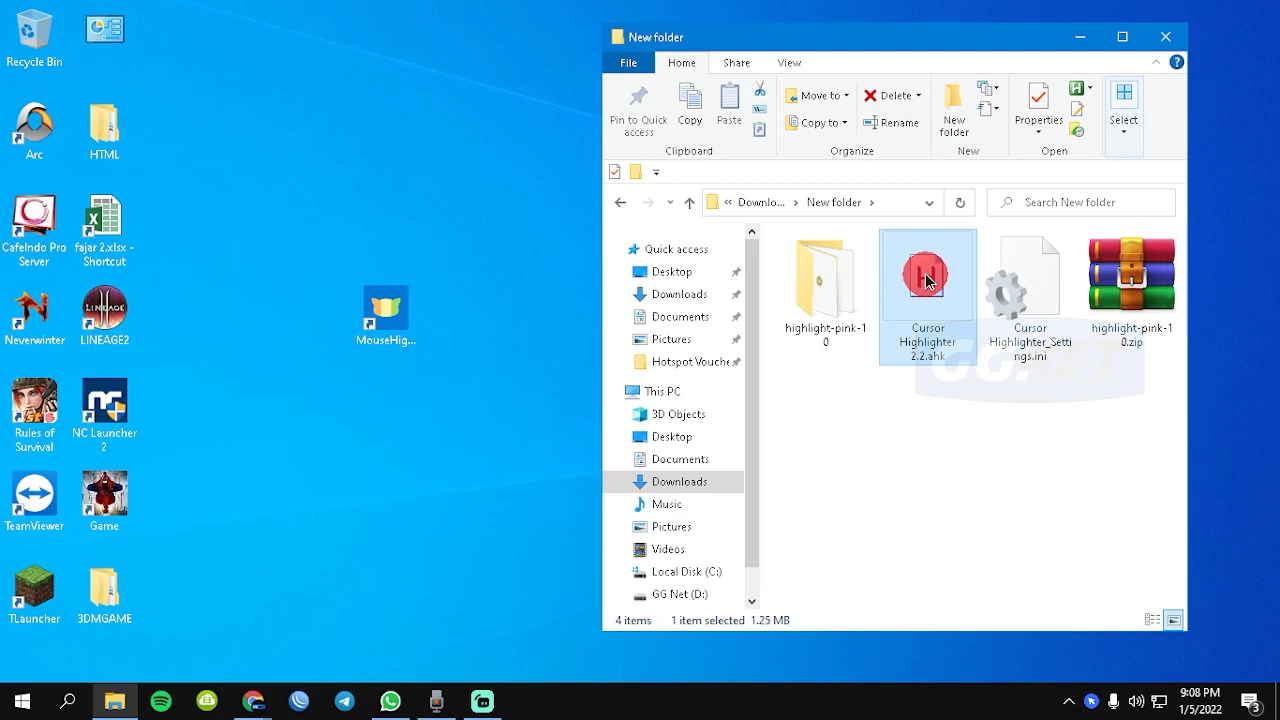 Recycle Bin
Arc
HTML
CafeIndo Pro
Server
fajar 2.xlsx -
Shortcut
Neverwinter
LINEAGE2
Rules of
Survival
NC Launcher
2
TeamViewer
Game
TLauncher
3DMGAME
MouseHig...
New folder
File
Home
Share
View
Pin to Quick
access
Copy
Paste
Clipboard
Move to
Copy to
Delete
Rename
Organize
New
folder
New
Properties
Open
Select
« Downlo... › New folder ›
Search New folder
Quick access
Desktop
Downloads
Documents
Pictures
Hotspot Vouche
This PC
3D Objects
Desktop
Documents
Downloads
Music
Pictures
Videos
Local Disk (C:)
GG Net (D:)
highlight-pink-1
0
H
Cursor
Highlighter
2.2.ahk
Cursor
Highlighter_Setti
ngs.ini
highlight-pink-1
0.zip
GG.NET
4 items
1 item selected 1.25 MB
9:08 PM
1/5/2022
3